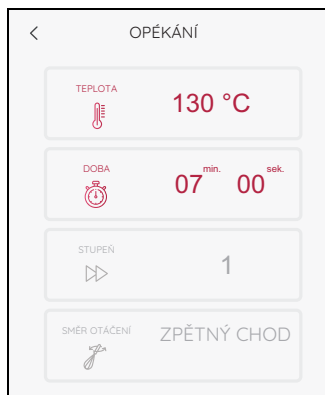 OPÉKÁNÍ
TEPLOTA
130 °C
DOBA
07 min. 00 sek.
STUPEŇ
1
SMĚR OTÁČENÍ
ZPĚTNÝ CHOD